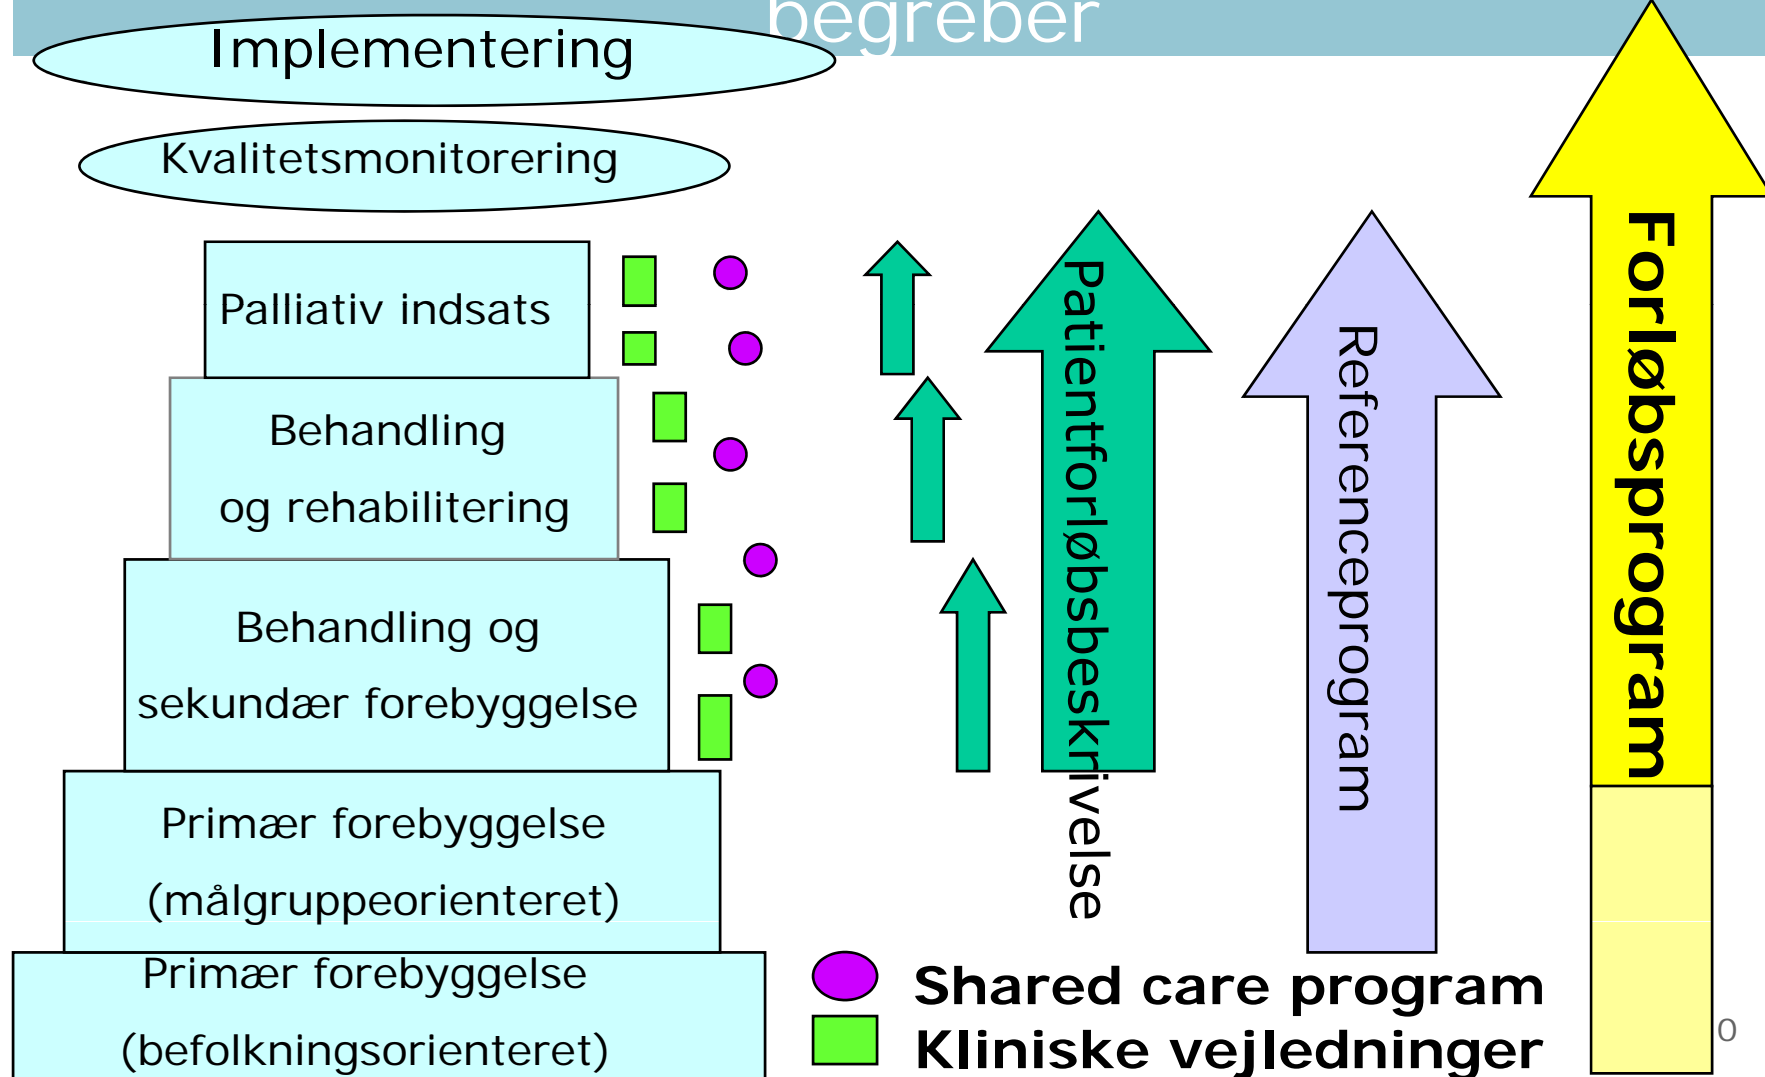 begreber
Implementering
Kvalitetsmonitorering
Palliativ indsats
Behandling
og rehabilitering
Behandling og
sekundær forebyggelse
Primær forebyggelse
(målgruppeorienteret)
Primær forebyggelse
(befolkningsorienteret)
Patientforløbsbeskrivelse
Referenceprogram
Forløbsprogram
Shared care program
Kliniske vejledninger
0